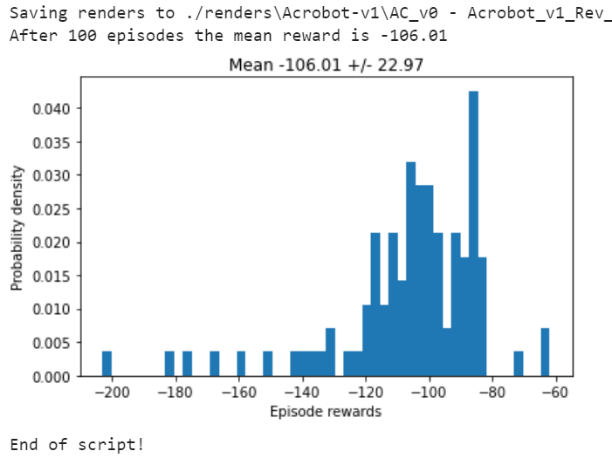 Saving renders to ./renders\Acrobot-v1\AC_v0 - Acrobot_v1_Rev_
After 100 episodes the mean reward is -106.01
Mean -106.01 +/- 22.97
Probability density
0.040
0.035
0.030
0.025
0.020
0.015
0.010
0.005
0.000
−200 −180 −160 −140 −120 −100 −80 −60
Episode rewards
End of script!